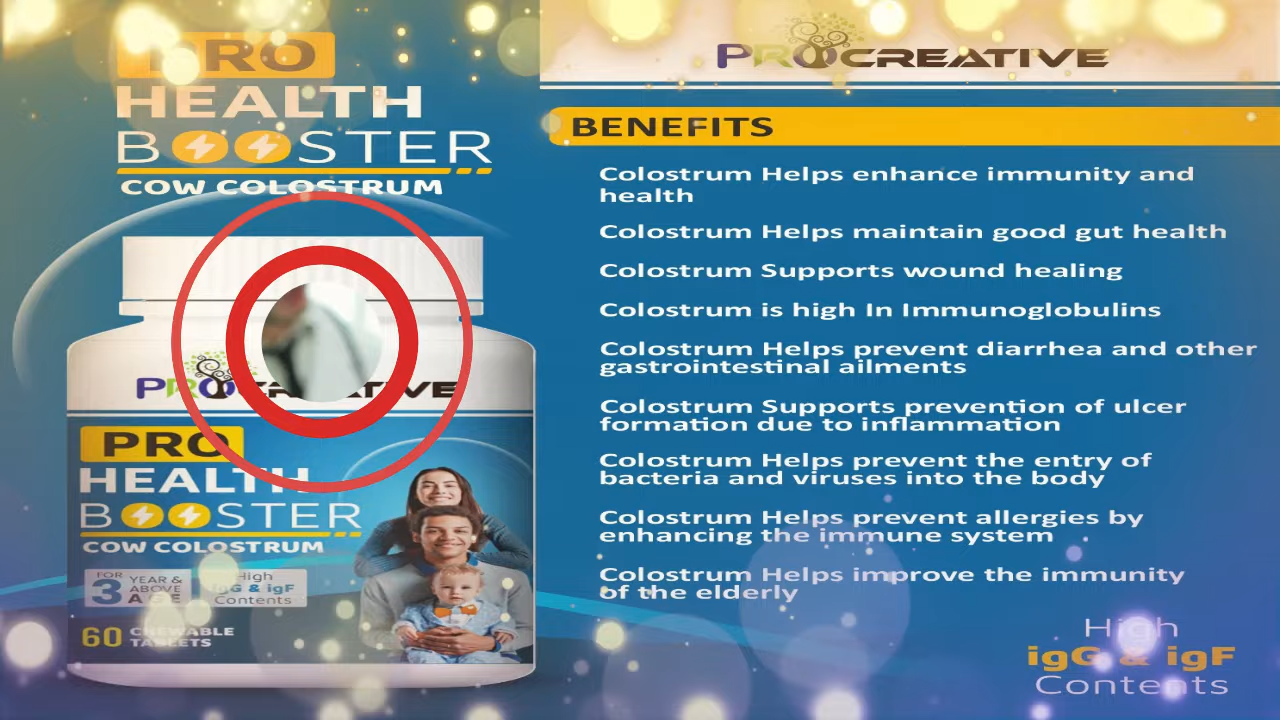 PRO
HEALTH
BOOSTER
COW COLOSTRUM
PROCREATIVE
PRO
HEALTH
BOOSTER
COW COLOSTRUM
FOR
3 YEAR &
ABOVE
AGE
High
igG & igF
Contents
60 CHEWABLE
TABLETS
PROCREATIVE
BENEFITS
Colostrum Helps enhance immunity and
health
Colostrum Helps maintain good gut health
Colostrum Supports wound healing
Colostrum is high In Immunoglobulins
Colostrum Helps prevent diarrhea and other
gastrointestinal ailments
Colostrum Supports prevention of ulcer
formation due to inflammation
Colostrum Helps prevent the entry of
bacteria and viruses into the body
Colostrum Helps prevent allergies by
enhancing the immune system
Colostrum Helps improve the immunity
of the elderly
High
igG & igF
Contents